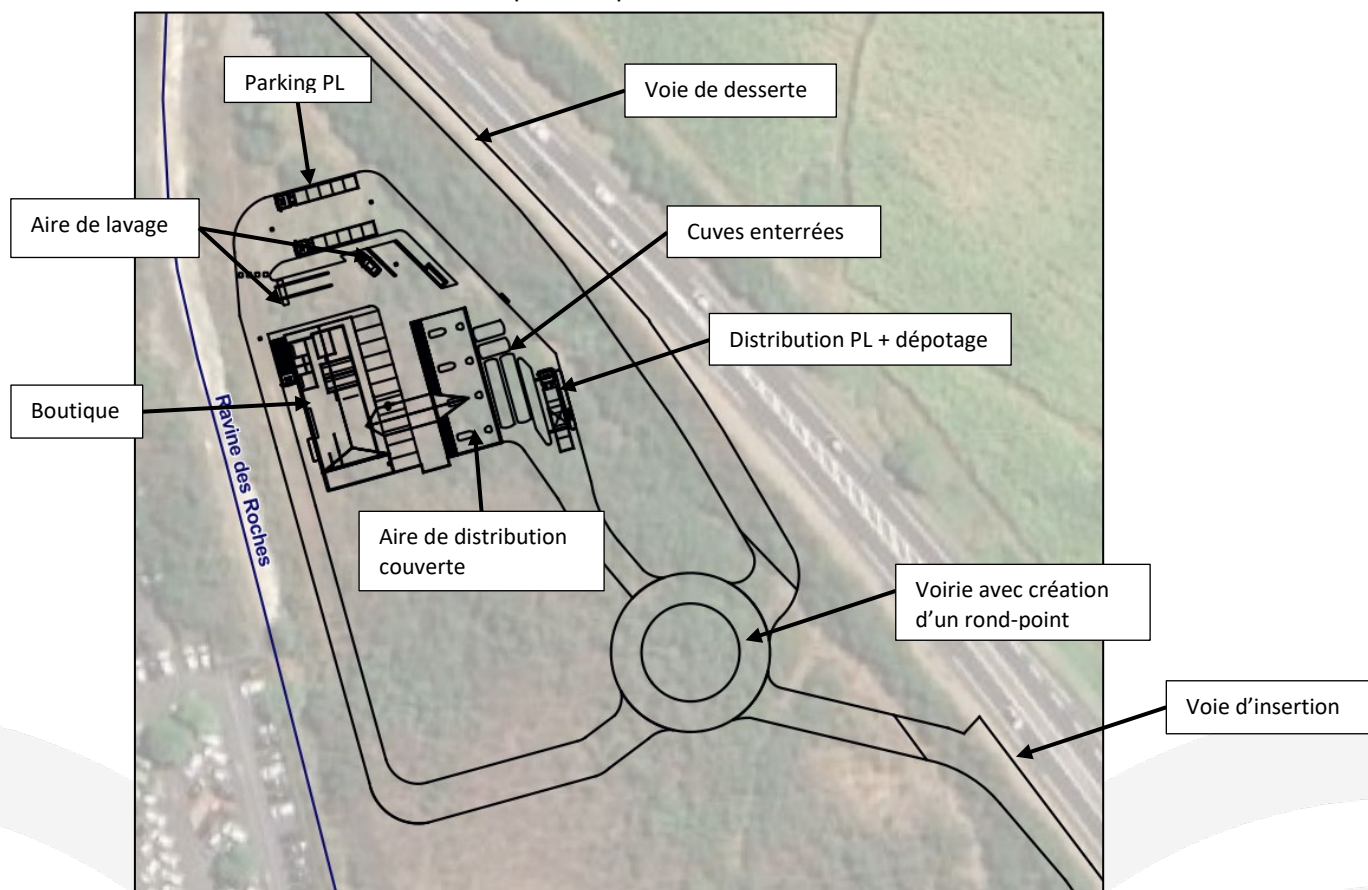 Parking PL
Voie de desserte
Aire de lavage
Cuves enterrées
Distribution PL + dépotage
Boutique
Ravine des Roches
Aire de distribution
couverte
Voirie avec création
d'un rond-point
Voie d'insertion